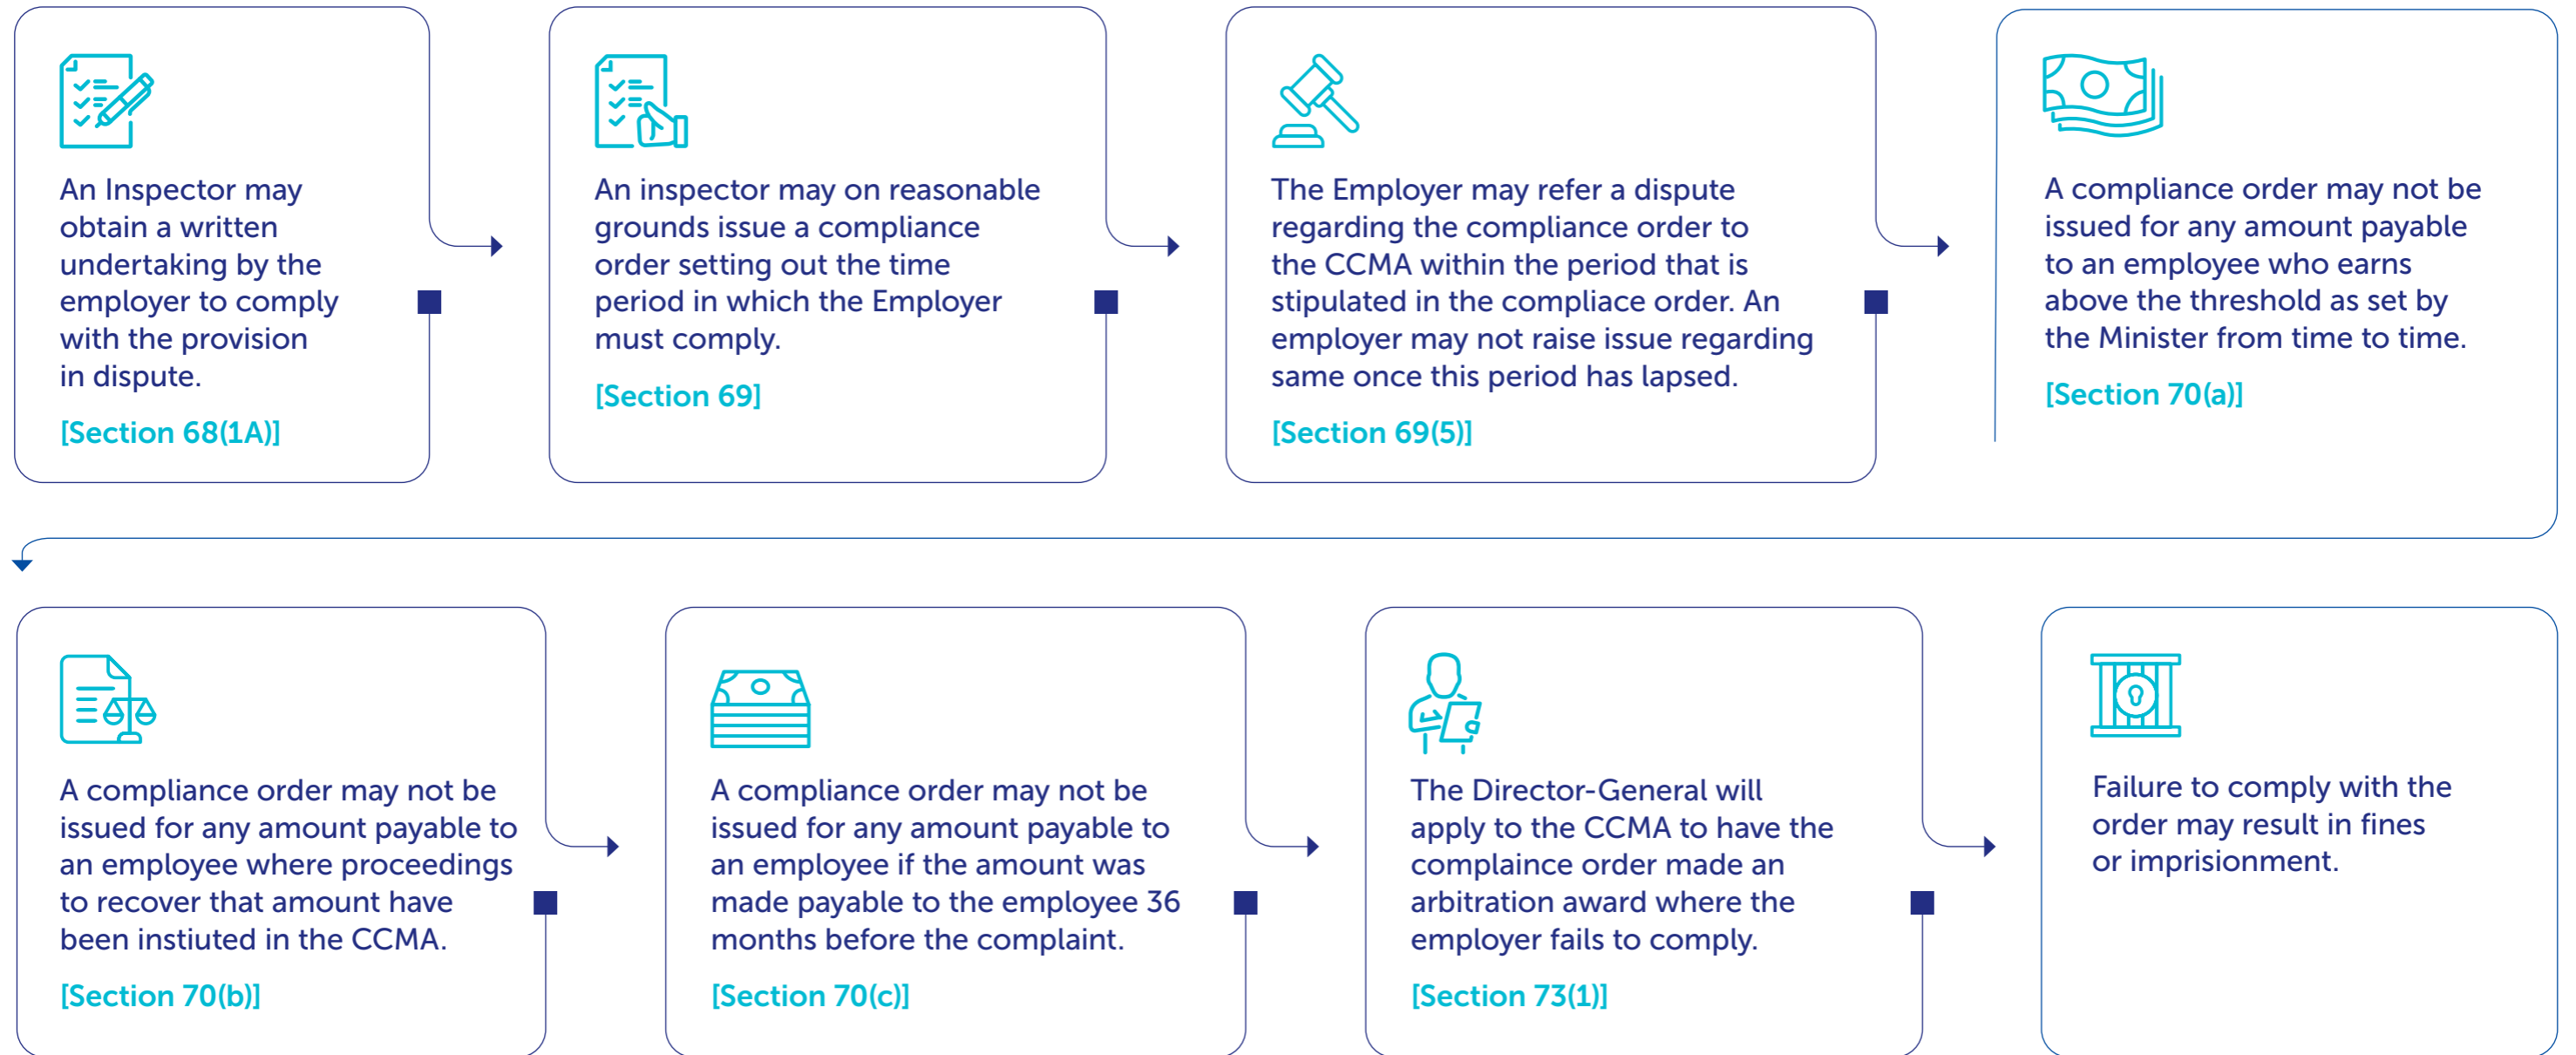 An Inspector may
obtain a written
undertaking by the
employer to comply
with the provision
in dispute.
[Section 68(1A)]
An inspector may on reasonable
grounds issue a compliance
order setting out the time
period in which the Employer
must comply.
[Section 69]
The Employer may refer a dispute
regarding the compliance order to
the CCMA within the period that is
stipulated in the compliace order. An
employer may not raise issue regarding
same once this period has lapsed.
[Section 69(5)]
A compliance order may not be
issued for any amount payable
to an employee who earns
above the threshold as set by
the Minister from time to time.
[Section 70(a)]
A compliance order may not be
issued for any amount payable to
an employee where proceedings
to recover that amount have
been instiuted in the CCMA.
[Section 70(b)]
A compliance order may not be
issued for any amount payable to
an employee if the amount was
made payable to the employee 36
months before the complaint.
[Section 70(c)]
The Director-General will
apply to the CCMA to have the
complaince order made an
arbitration award where the
employer fails to comply.
[Section 73(1)]
Failure to comply with the
order may result in fines
or imprisionment.